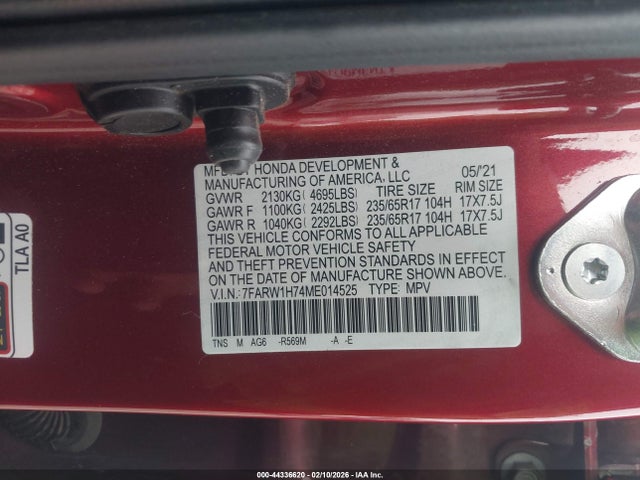 MFD BY HONDA DEVELOPMENT &
MANUFACTURING OF AMERICA, LLC 05/'21
GVWR 2130KG( 4695LBS) TIRE SIZE RIM SIZE
GAWR F 1100KG( 2425LBS) 235/65R17 104H 17X7.5J
GAWR R 1040KG( 2292LBS) 235/65R17 104H 17X7.5J
THIS VEHICLE CONFORMS TO ALL APPLICABLE
FEDERAL MOTOR VEHICLE SAFETY
AND THEFT PREVENTION STANDARDS IN EFFECT
ON THE DATE OF MANUFACTURE SHOWN ABOVE.
V.I.N.: 7FARW1H74ME014525 TYPE: MPV
TNS M AG6 -R569M -A -E
TLA A0
000-44336620 - 02/10/2026 - IAA Inc.